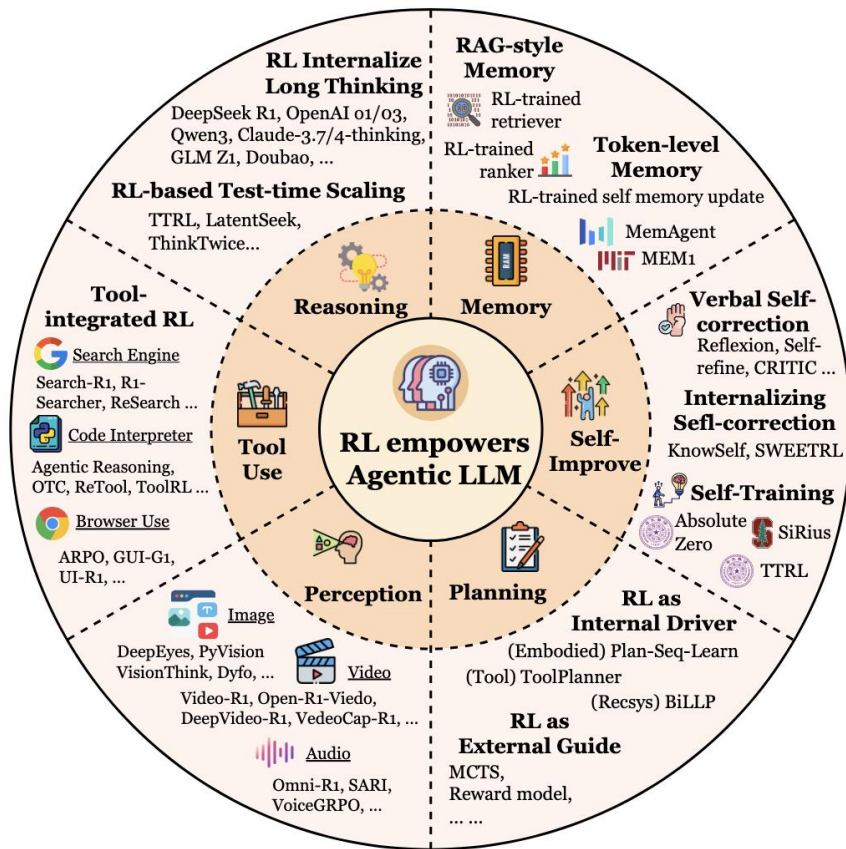 RL empowers
Agentic LLM
Reasoning
RL Internalize
Long Thinking
DeepSeek R1, OpenAI o1/o3,
Qwen3, Claude-3.7/4-thinking,
GLM Z1, Doubao, ...
RL-based Test-time Scaling
TTRL, LatentSeek,
ThinkTwice...
RAM
Memory
RAG-style
Memory
RL-trained
retriever
RL-trained
ranker
Token-level
Memory
RL-trained self memory update
MemAgent
MEM1
Self-
Improve
Verbal Self-
correction
Reflexion, Self-
refine, CRITIC ...
Internalizing
Sefl-correction
KnowSelf, SWEETRL
Self-Training
Absolute
Zero
SiRius
TTRL
Planning
RL as
Internal Driver
(Embodied) Plan-Seq-Learn
(Tool) ToolPlanner
(Recsys) BiLLP
RL as
External Guide
MCTS,
Reward model,
... ...
Perception
Image
DeepEyes, PyVision
VisionThink, Dyfo, ...
Video
Video-R1, Open-R1-Viedo,
DeepVideo-R1, VedeoCap-R1, ...
Audio
Omni-R1, SARI,
VoiceGRPO, ...
Tool
Use
Tool-
integrated RL
Search Engine
Search-R1, R1-
Searcher, ReSearch ...
Code Interpreter
Agentic Reasoning,
OTC, ReTool, ToolRL ...
Browser Use
ARPO, GUI-G1,
UI-R1, ...